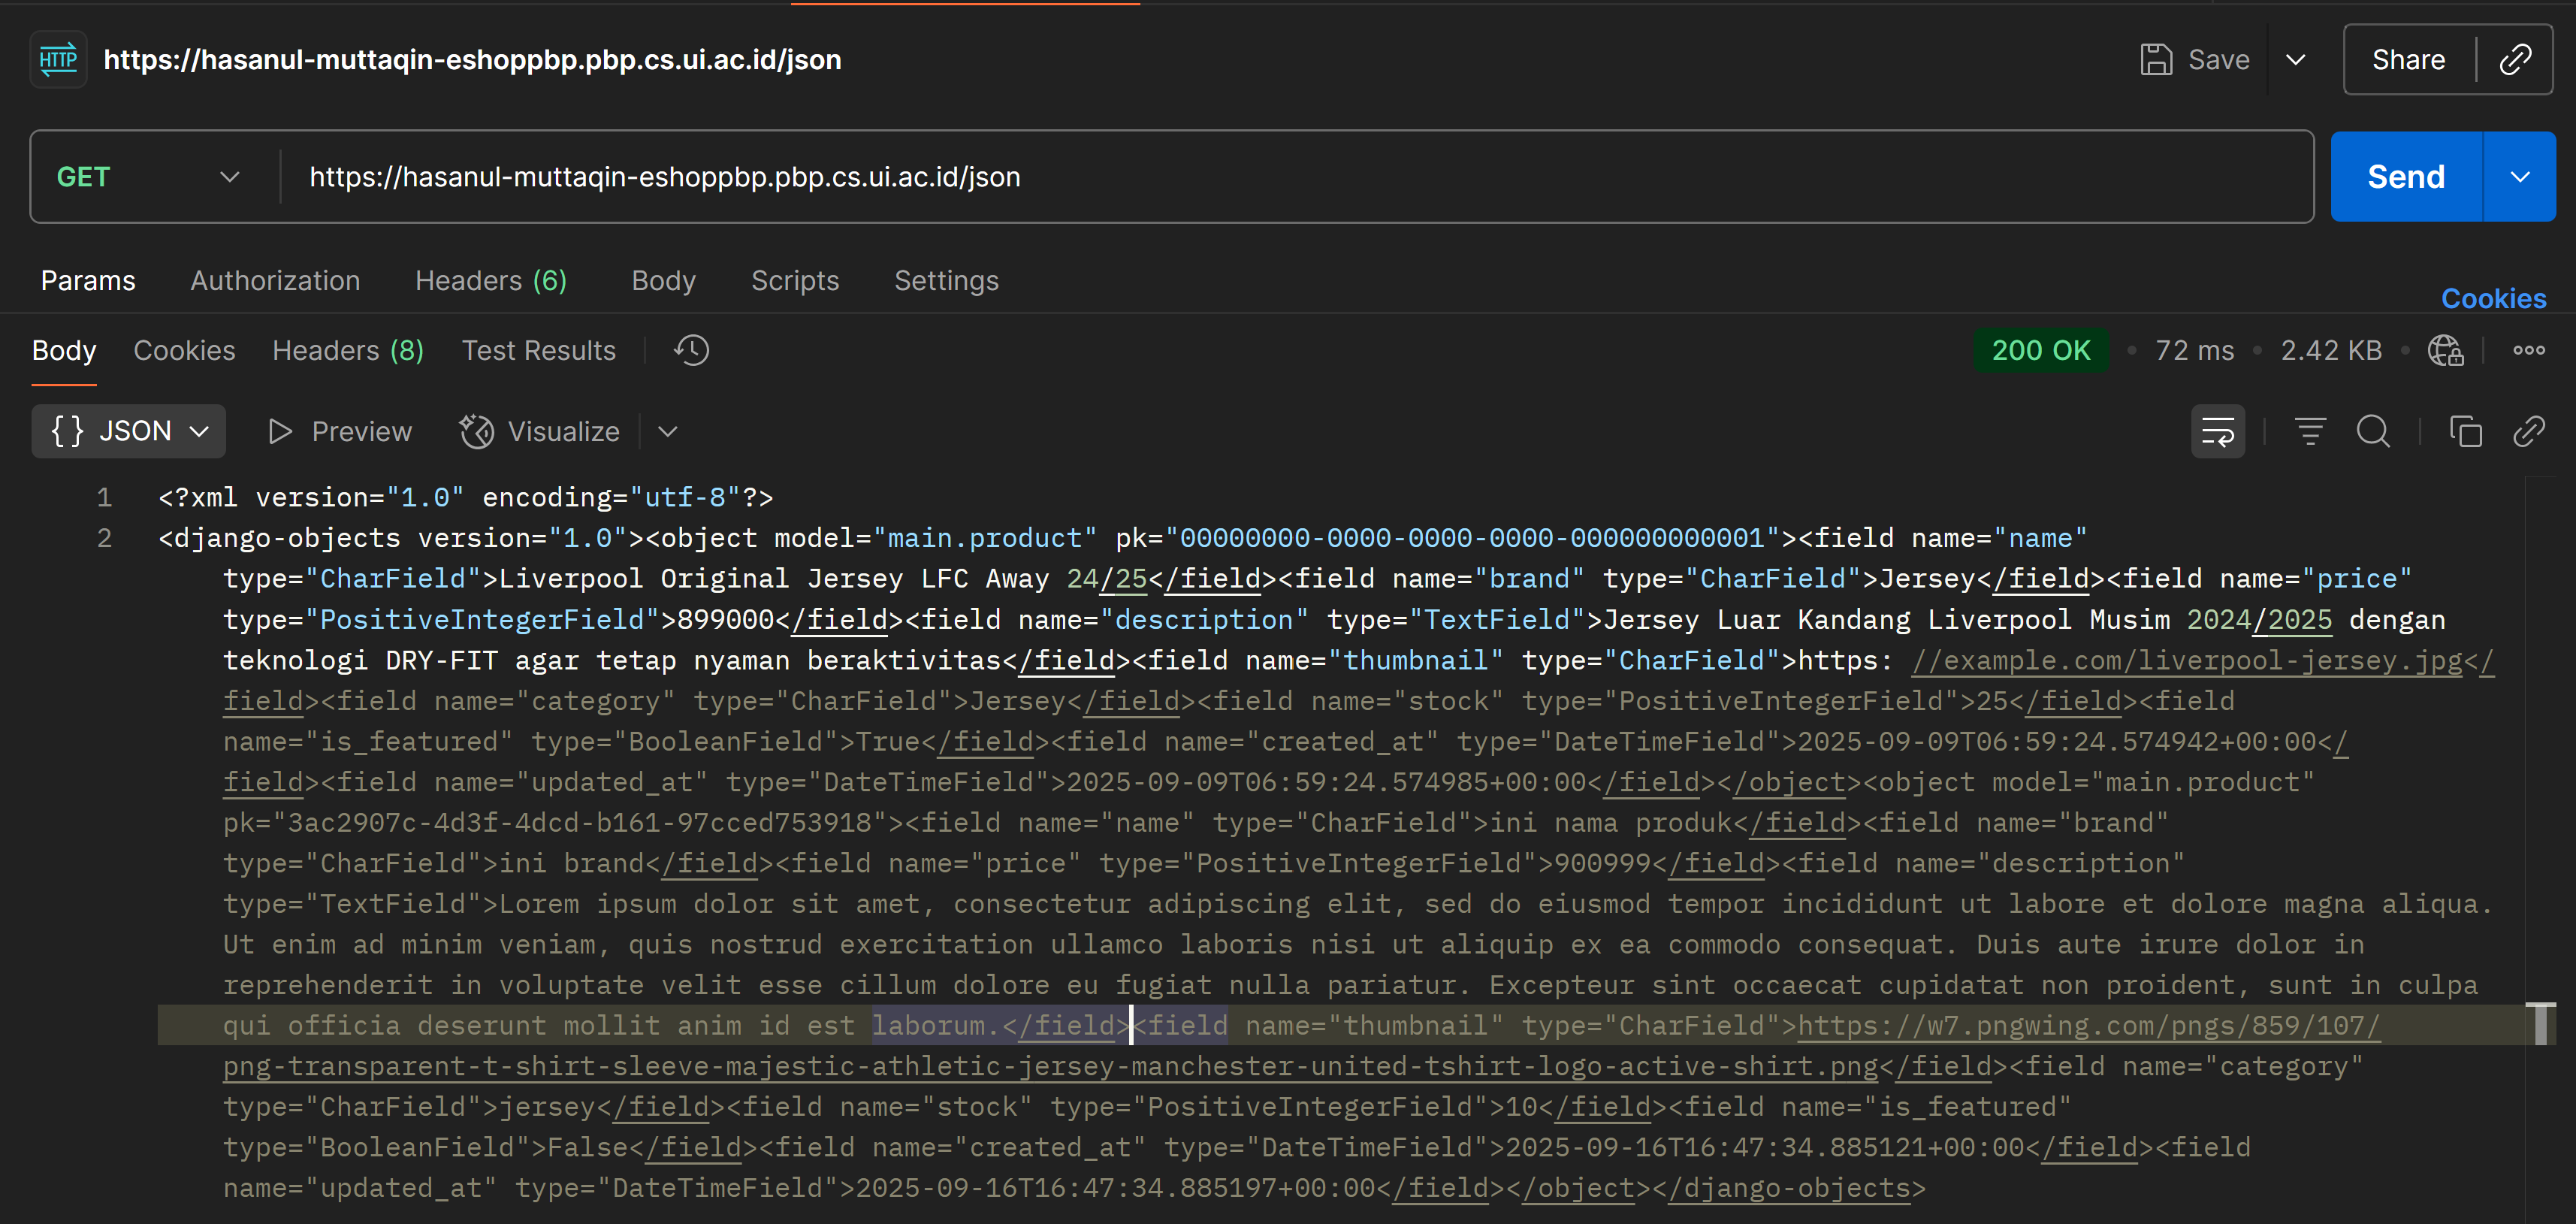 HTTP https://hasanul-muttaqin-eshoppbp.pbp.cs.ui.ac.id/json Save Share
GET https://hasanul-muttaqin-eshoppbp.pbp.cs.ui.ac.id/json Send
Params Authorization Headers (6) Body Scripts Settings Cookies
Body Cookies Headers (8) Test Results 200 OK • 72 ms • 2.42 KB •
{} JSON Preview Visualize
1 <?xml version="1.0" encoding="utf-8"?>
2 <django-objects version="1.0"><object model="main.product" pk="00000000-0000-0000-0000-000000000001"><field name="name"
type="CharField">Liverpool Original Jersey LFC Away 24/25</field><field name="brand" type="CharField">Jersey</field><field name="price"
type="PositiveIntegerField">899000</field><field name="description" type="TextField">Jersey Luar Kandang Liverpool Musim 2024/2025 dengan
teknologi DRY-FIT agar tetap nyaman beraktivitas</field><field name="thumbnail" type="CharField">https: //example.com/liverpool-jersey.jpg</
field><field name="category" type="CharField">Jersey</field><field name="stock" type="PositiveIntegerField">25</field><field
name="is_featured" type="BooleanField">True</field><field name="created_at" type="DateTimeField">2025-09-09T06:59:24.574942+00:00</
field><field name="updated_at" type="DateTimeField">2025-09-09T06:59:24.574985+00:00</field></object><object model="main.product"
pk="3ac2907c-4d3f-4dcd-b161-97cced753918"><field name="name" type="CharField">ini nama produk</field><field name="brand"
type="CharField">ini brand</field><field name="price" type="PositiveIntegerField">900999</field><field name="description"
type="TextField">Lorem ipsum dolor sit amet, consectetur adipiscing elit, sed do eiusmod tempor incididunt ut labore et dolore magna aliqua.
Ut enim ad minim veniam, quis nostrud exercitation ullamco laboris nisi ut aliquip ex ea commodo consequat. Duis aute irure dolor in
reprehenderit in voluptate velit esse cillum dolore eu fugiat nulla pariatur. Excepteur sint occaecat cupidatat non proident, sunt in culpa
qui officia deserunt mollit anim id est laborum.</field><field name="thumbnail" type="CharField">https://w7.pngwing.com/pngs/859/107/
png-transparent-t-shirt-sleeve-majestic-athletic-jersey-manchester-united-tshirt-logo-active-shirt.png</field><field name="category"
type="CharField">jersey</field><field name="stock" type="PositiveIntegerField">10</field><field name="is_featured"
type="BooleanField">False</field><field name="created_at" type="DateTimeField">2025-09-16T16:47:34.885121+00:00</field><field
name="updated_at" type="DateTimeField">2025-09-16T16:47:34.885197+00:00</field></object></django-objects>